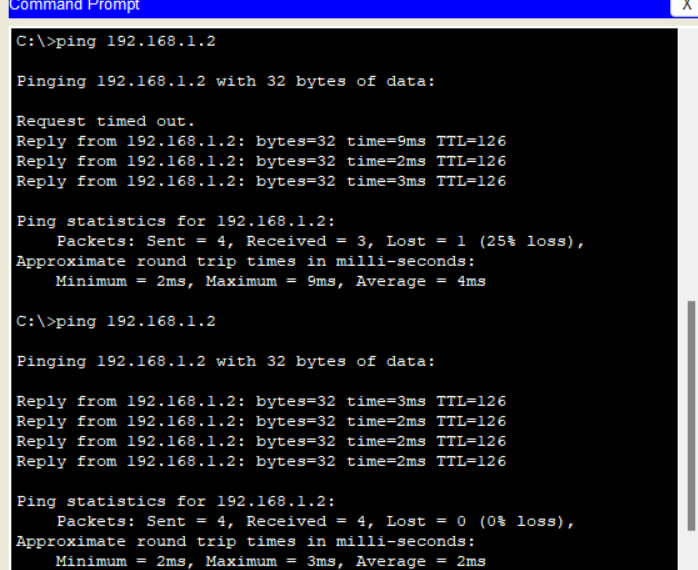 Command Prompt
X
C:\>ping 192.168.1.2
Pinging 192.168.1.2 with 32 bytes of data:
Request timed out.
Reply from 192.168.1.2: bytes=32 time=9ms TTL=126
Reply from 192.168.1.2: bytes=32 time=2ms TTL=126
Reply from 192.168.1.2: bytes=32 time=3ms TTL=126
Ping statistics for 192.168.1.2:
Packets: Sent = 4, Received = 3, Lost = 1 (25% loss),
Approximate round trip times in milli-seconds:
Minimum = 2ms, Maximum = 9ms, Average = 4ms
C:\>ping 192.168.1.2
Pinging 192.168.1.2 with 32 bytes of data:
Reply from 192.168.1.2: bytes=32 time=3ms TTL=126
Reply from 192.168.1.2: bytes=32 time=2ms TTL=126
Reply from 192.168.1.2: bytes=32 time=2ms TTL=126
Reply from 192.168.1.2: bytes=32 time=2ms TTL=126
Ping statistics for 192.168.1.2:
Packets: Sent = 4, Received = 4, Lost = 0 (0% loss),
Approximate round trip times in milli-seconds:
Minimum = 2ms, Maximum = 3ms, Average = 2ms